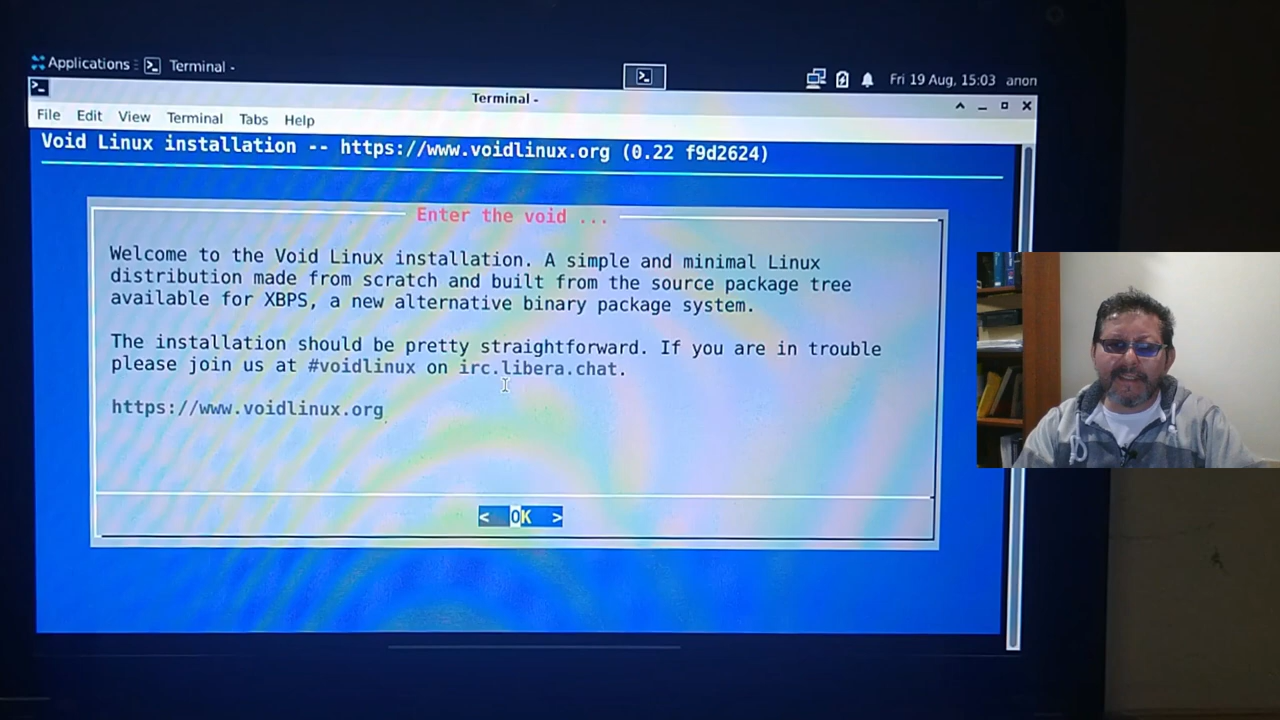 Applications Terminal - Fri 19 Aug, 15:03 anon
Terminal -
File Edit View Terminal Tabs Help
Void Linux installation -- https://www.voidlinux.org (0.22 f9d2624)
Enter the void ...
Welcome to the Void Linux installation. A simple and minimal Linux
distribution made from scratch and built from the source package tree
available for XBPS, a new alternative binary package system.
The installation should be pretty straightforward. If you are in trouble
please join us at #voidlinux on irc.libera.chat.
https://www.voidlinux.org
< OK >